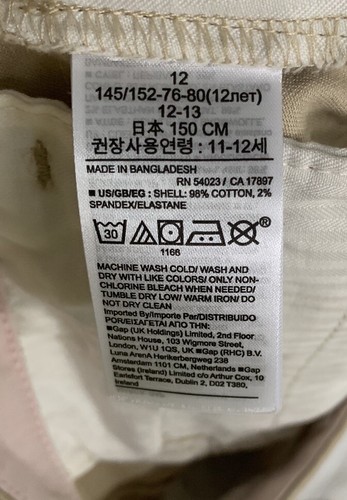 12
145/152-76-80(12лет)
12-13
日本 150 CM
권장사용연령 : 11-12세
MADE IN BANGLADESH
RN 54023 / CA 17897
■ US/GB/EG : SHELL: 98% COTTON, 2%
SPANDEX/ELASTANE
30
®
1166
MACHINE WASH COLD/ WASH AND
DRY WITH LIKE COLORS/ ONLY NON-
CHLORINE BLEACH WHEN NEEDED/
TUMBLE DRY LOW/ WARM IRON/ DO
NOT DRY CLEAN
Imported By/Importe Par/DISTRIBUIDO
POR/ΕΙΣΑΓΕΤΑΙ ΑΠΟ ΤΗΝ:
■Gap (UK Holdings) Limited, 2nd Floor,
Nations House, 103 Wigmore Street,
London, W1U 1QS, UK ■Gap (RHC) B.V.
Luna ArenA Herikerbergweg 238
Amsterdam 1101 CM, Netherlands ■Gap
Stores (Ireland) Limited c/o Arthur Cox, 10
Earlsfort Terrace, Dublin 2, D02 T380,
Ireland